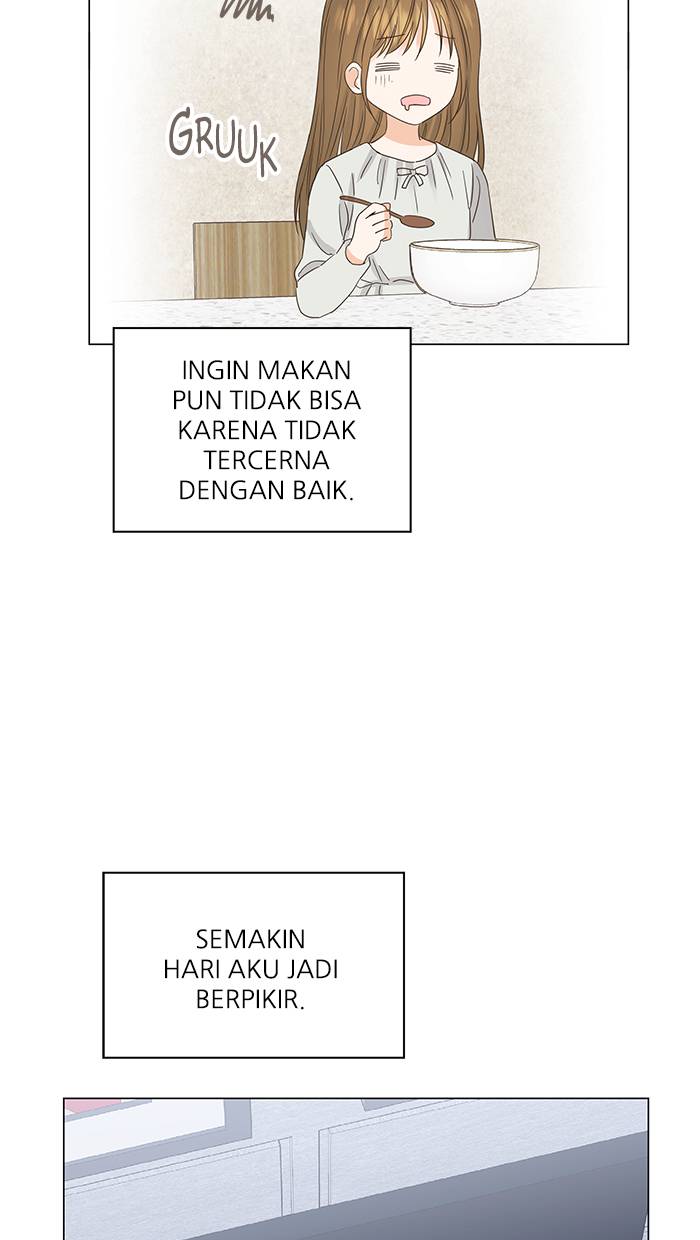 GRUUK
INGIN MAKAN
PUN TIDAK BISA
KARENA TIDAK
TERCERNA
DENGAN BAIK.
SEMAKIN
HARI AKU JADI
BERPIKIR.